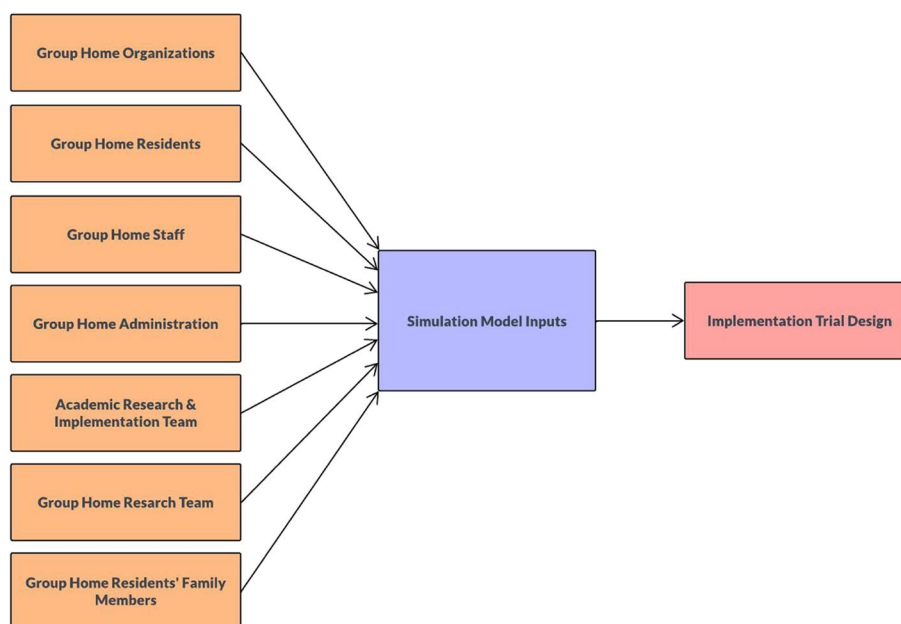 Group Home Organizations
Group Home Residents
Group Home Staff
Group Home Administration
Academic Research &
Implementation Team
Group Home Resarch Team
Group Home Residents' Family
Members
Simulation Model Inputs
Implementation Trial Design